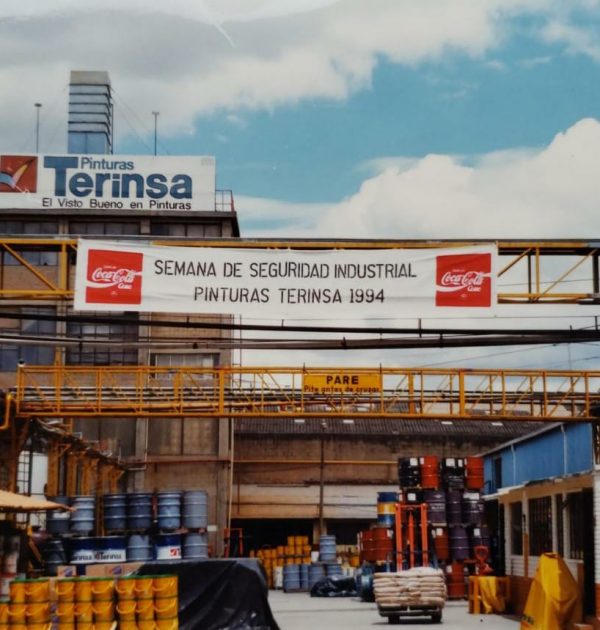 Pinturas
Terinsa
El Visto Bueno en Pinturas
Coca-Cola
SEMANA DE SEGURIDAD INDUSTRIAL
PINTURAS TERINSA 1994
Coca-Cola
PARE
Pite antes de cruzar
Terinsa